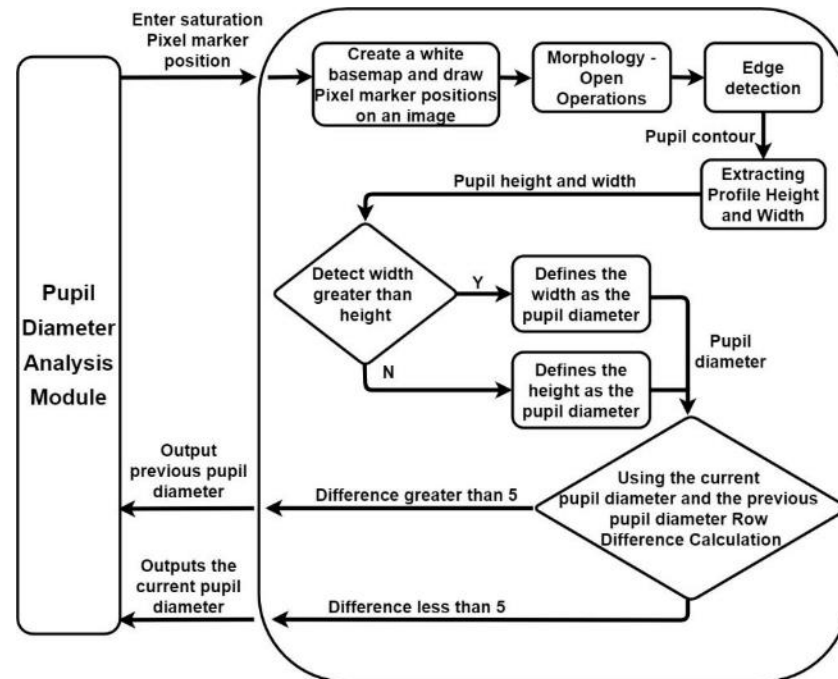 Pupil
Diameter
Analysis
Module
Enter saturation
Pixel marker
position
Create a white
basemap and draw
Pixel marker positions
on an image
Morphology -
Open
Operations
Edge
detection
Pupil contour
Extracting
Profile Height
and Width
Pupil height and width
Detect width
greater than
height
Y
Defines the
width as the
pupil diameter
N
Defines the
height as the
pupil diameter
Pupil
diameter
Using the current
pupil diameter and the previous
pupil diameter Row
Difference Calculation
Difference greater than 5
Output
previous pupil
diameter
Difference less than 5
Outputs the
current pupil
diameter